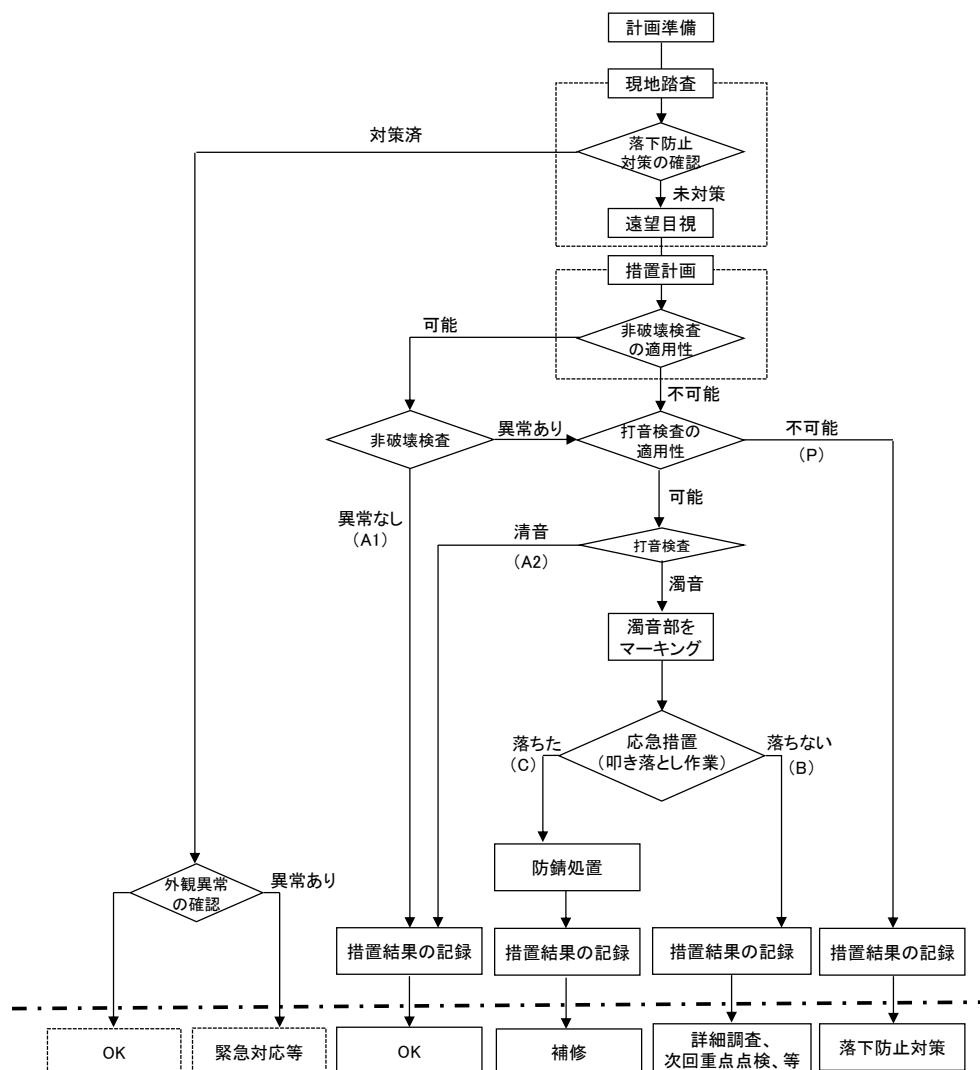 計画準備
現地踏査
対策済
落下防止
対策の確認
未対策
遠望目視
措置計画
可能
非破壊検査
の適用性
不可能
非破壊検査
異常あり
打音検査の
適用性
不可能
(P)
可能
異常なし
(A1)
清音
(A2)
打音検査
濁音
濁音部を
マーキング
落ちた
(C)
応急措置
(叩き落とし作業)
落ちない
(B)
防錆処置
外観異常
の確認
異常あり
措置結果の記録
措置結果の記録
措置結果の記録
措置結果の記録
OK
緊急対応等
OK
補修
詳細調査、
次回重点点検、等
落下防止対策